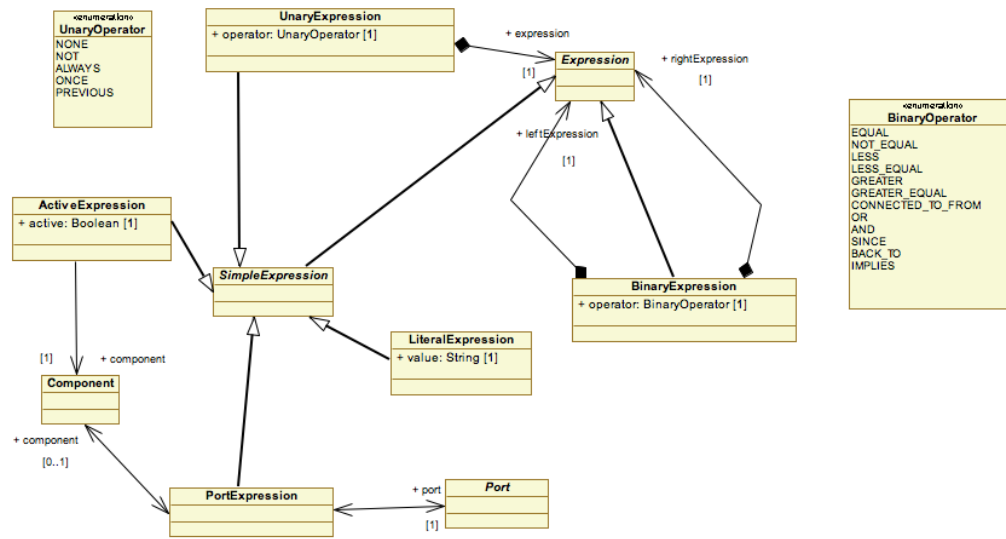 «enumeration»
UnaryOperator
NONE
NOT
ALWAYS
ONCE
PREVIOUS
UnaryExpression
+ operator: UnaryOperator [1]
+ expression
[1]
Expression
+ rightExpression
[1]
+ leftExpression
[1]
«enumeration»
BinaryOperator
EQUAL
NOT_EQUAL
LESS
LESS_EQUAL
GREATER
GREATER_EQUAL
CONNECTED_TO_FROM
OR
AND
SINCE
BACK_TO
IMPLIES
ActiveExpression
+ active: Boolean [1]
SimpleExpression
BinaryExpression
+ operator: BinaryOperator [1]
LiteralExpression
+ value: String [1]
[1]
+ component
Component
+ component
[0..1]
PortExpression
+ port
[1]
Port